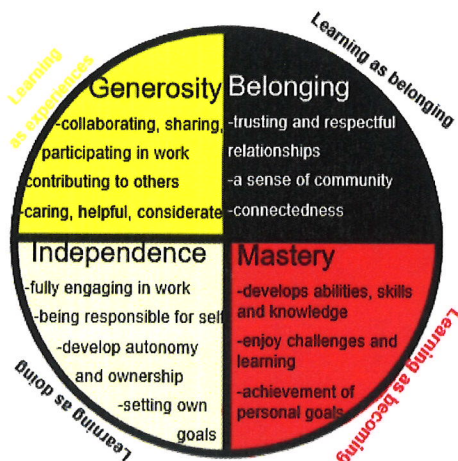 Learning
as experiences
Generosity
-collaborating, sharing,
participating in work
contributing to others
-caring, helpful, considerate
Learning as belonging
Belonging
-trusting and respectful
relationships
-a sense of community
-connectedness
Independence
-fully engaging in work
-being responsible for self
-develop autonomy
and ownership
-setting own
goals
Learning as doing
Mastery
-develops abilities, skills
and knowledge
-enjoy challenges and
learning
-achievement of
personal goals
Learning as becoming